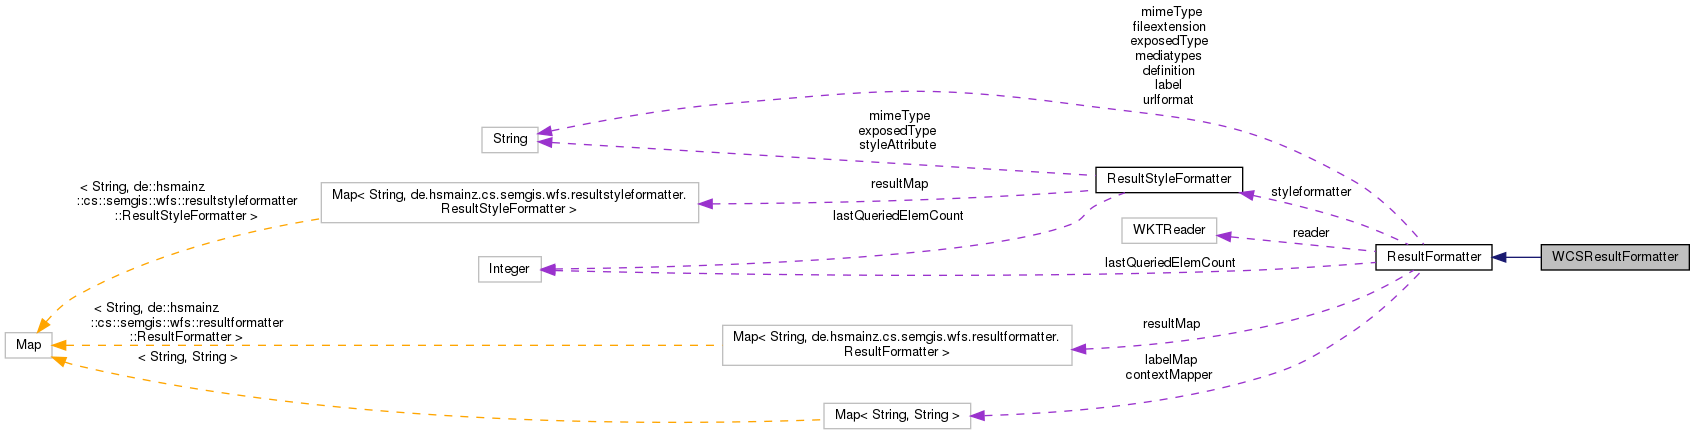 mimeType
fileextension
exposedType
mediatypes
definition
label
urlformat
mimeType
exposedType
styleAttribute
String
ResultStyleFormatter
< String, de::hsmainz
::cs::semgis::wfs::resultstyleformatter
::ResultStyleFormatter >
Map< String, de.hsmainz.cs.semgis.wfs.resultstyleformatter.
ResultStyleFormatter >
resultMap
styleformatter
lastQueriedElemCount
WKTReader
reader
Integer
lastQueriedElemCount
ResultFormatter
WCSResultFormatter
< String, de::hsmainz
::cs::semgis::wfs::resultformatter
::ResultFormatter >
Map
< String, String >
Map< String, de.hsmainz.cs.semgis.wfs.resultformatter.
ResultFormatter >
resultMap
labelMap
contextMapper
Map< String, String >